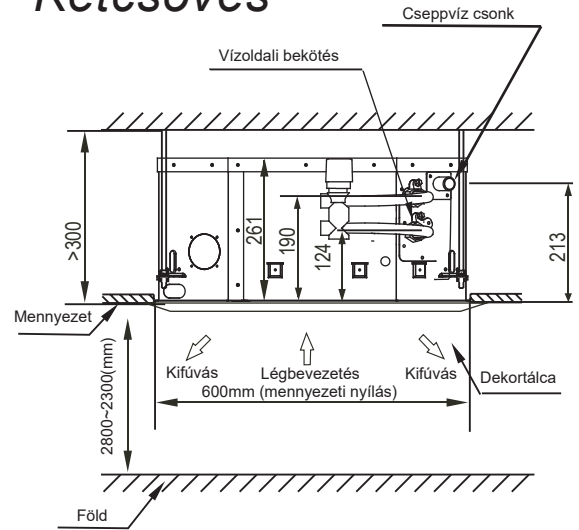 Kétcsöves
Cseppvíz csonk
Vízoldali bekötés
>300
261
190
124
213
Mennyezet
2800~2300(mm)
Kifúvás
Légbevezetés
Kifúvás
600mm (mennyezeti nyílás)
Dekortálca
Föld